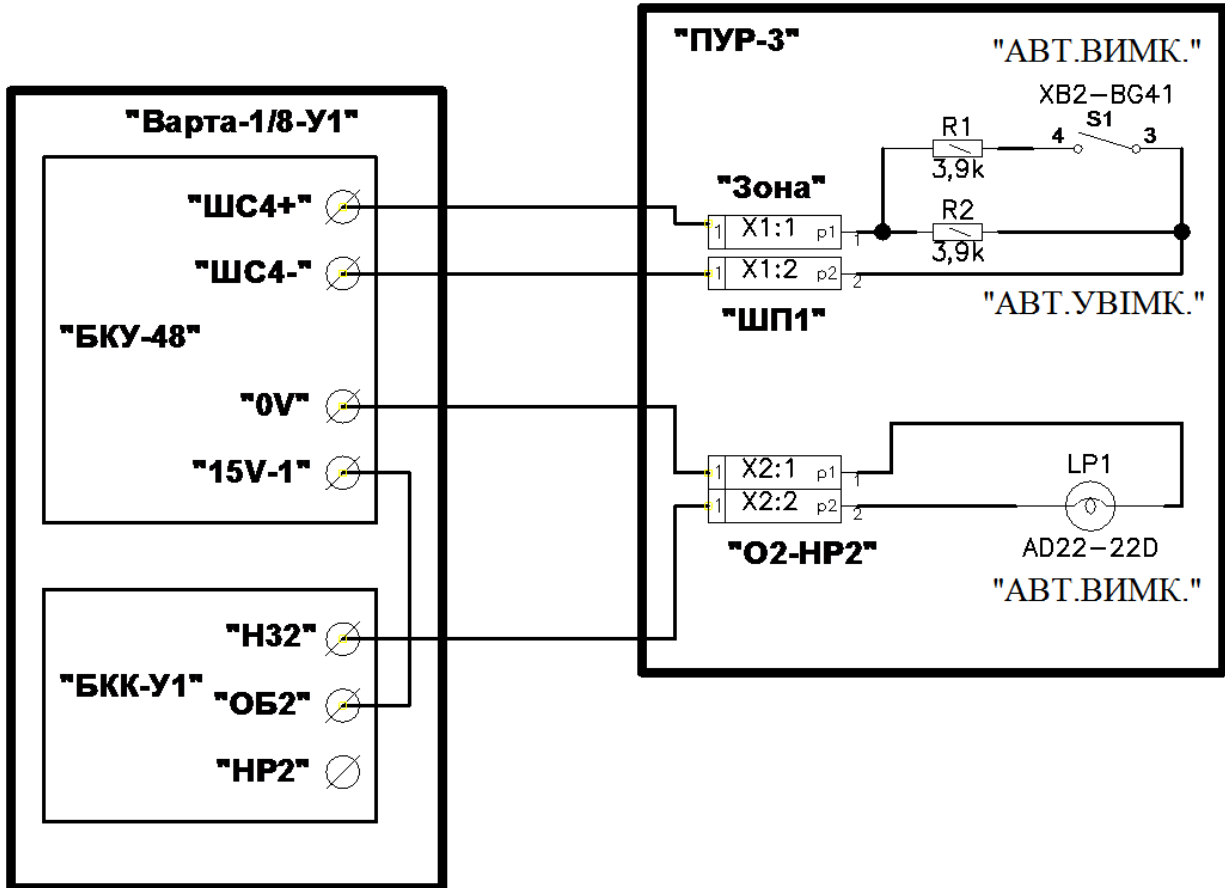 "ПУР-3"
"АВТ.ВИМК."
XB2-BG41
S1
R1
4
3
3,9k
"Варта-1/8-У1"
"Зона"
R2
"ШС4+"
1
X1:1
p1
1
3,9k
"ШС4-"
1
X1:2
p2
2
"ШП1"
"АВТ.УВІМК."
"БКУ-48"
"0V"
"15V-1"
1
X2:1
p1
1
LP1
1
X2:2
p2
2
"О2-НР2"
AD22-22D
"АВТ.ВИМК."
"НЗ2"
"БКК-У1"
"ОБ2"
"НР2"